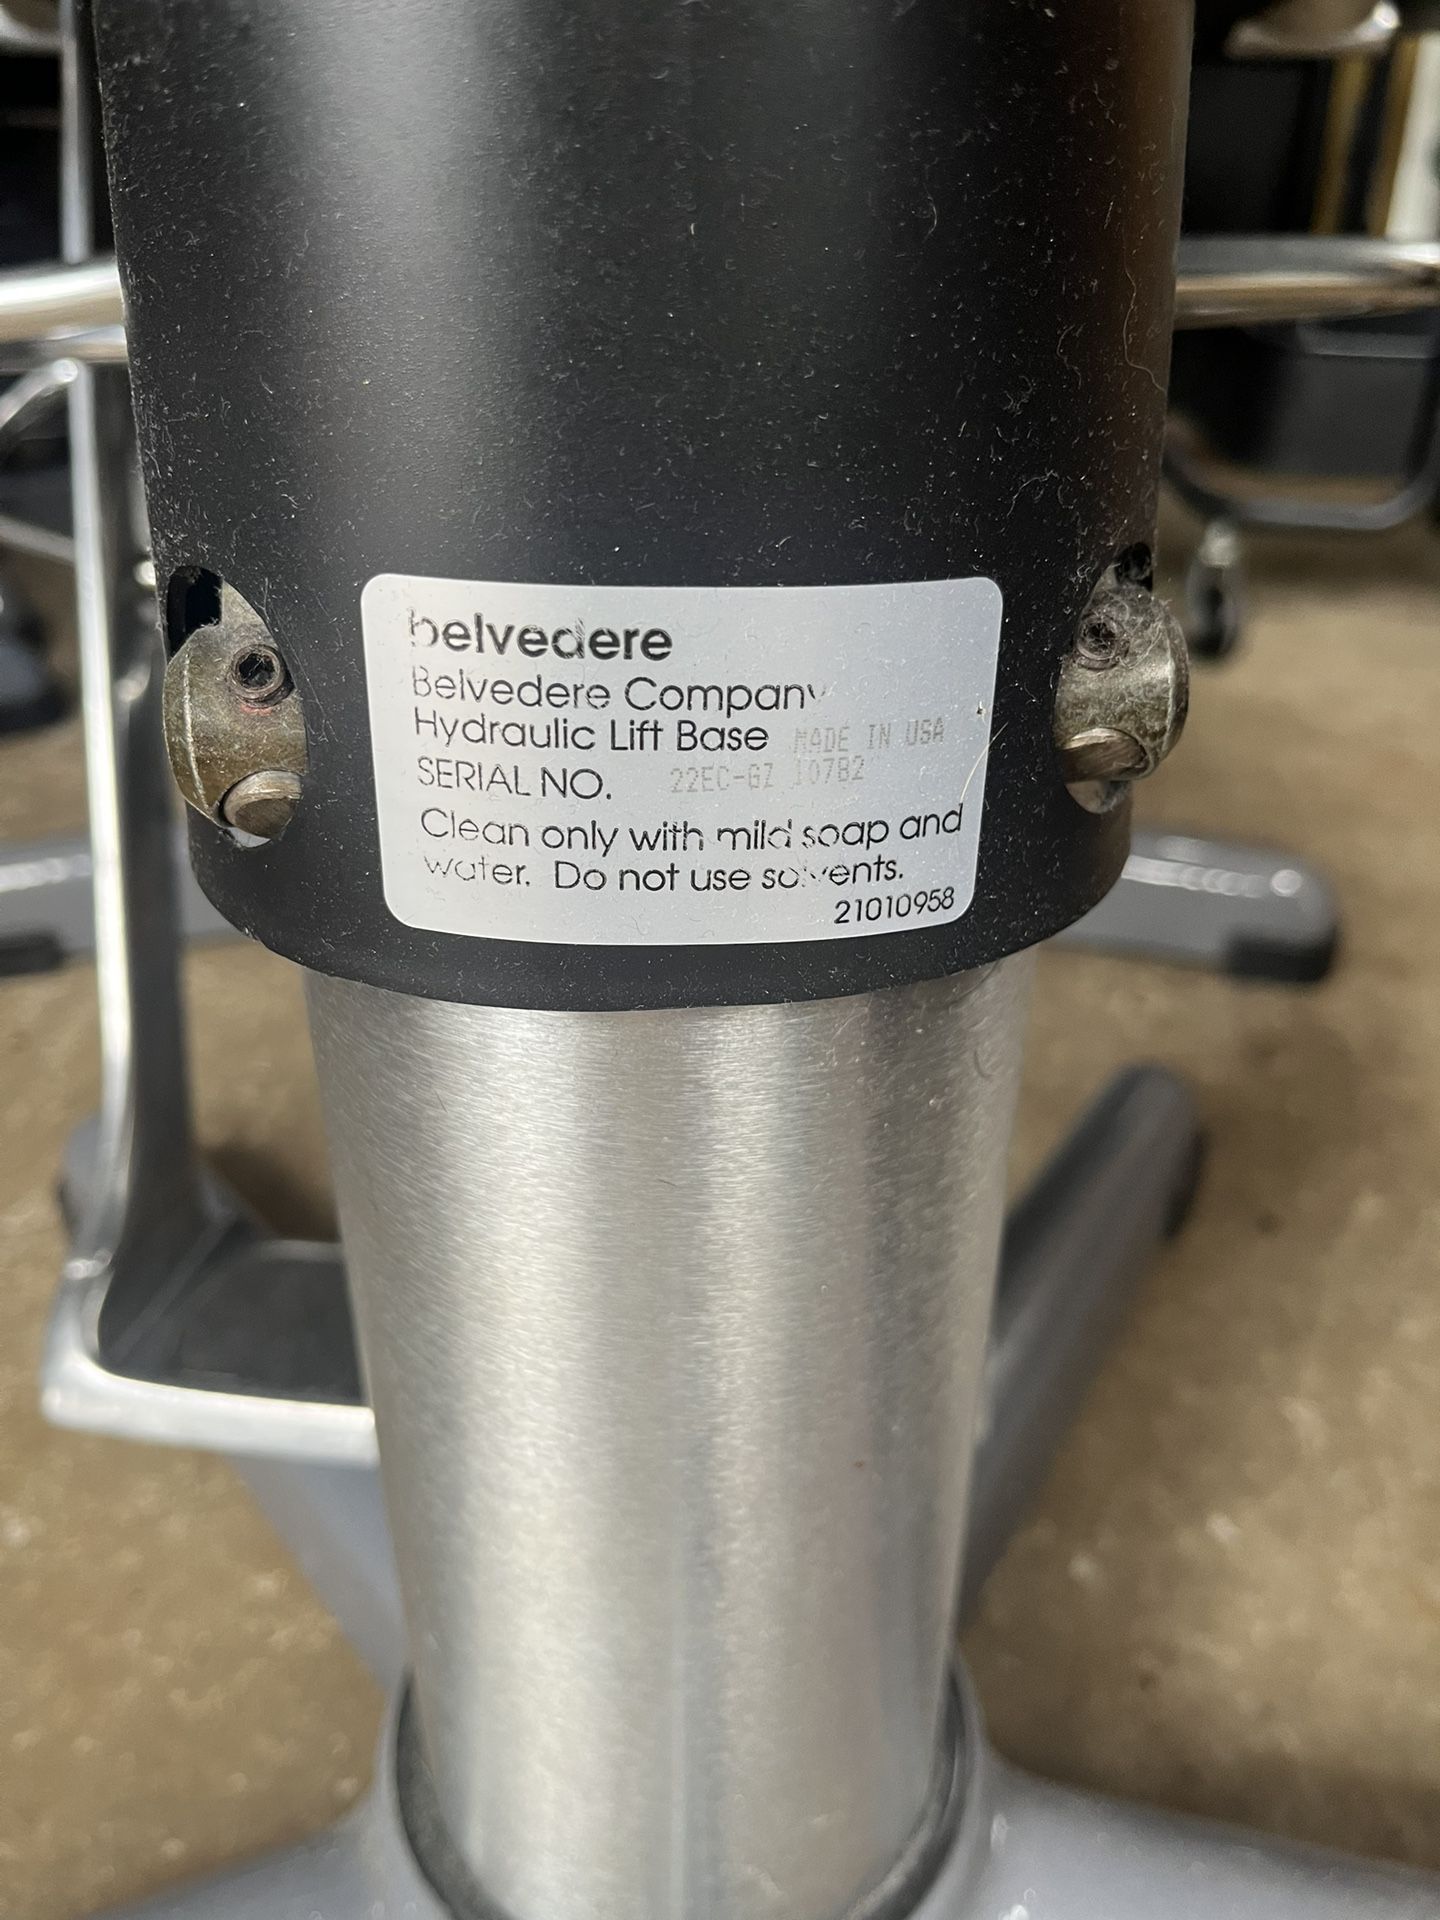 belvedere
Belvedere Company
Hydraulic Lift Base MADE IN USA
SERIAL NO. 22EC-GZ 10782
Clean only with mild soap and
water. Do not use solvents.
21010958